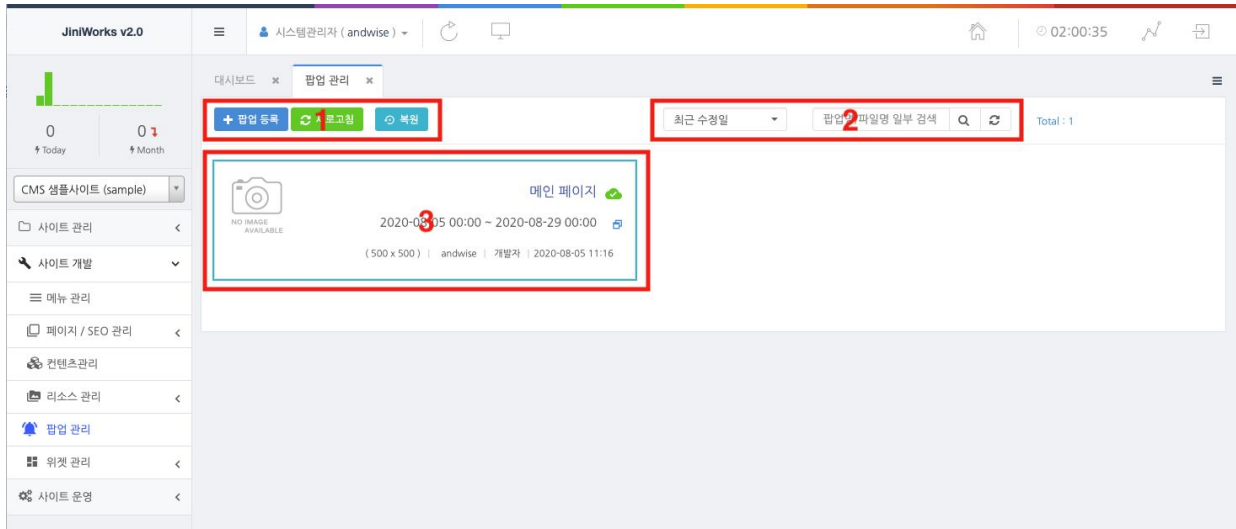 JiniWorks v2.0
시스템관리자 ( andwise )
02:00:35
대시보드 팝업 관리
0 0 1
Today Month
팝업 등록 로고침 복원
1
최근 수정일 팝업 파일명 일부 검색
2
Total : 1
CMS 샘플사이트 (sample)
NO IMAGE
AVAILABLE
메인 페이지
2020-08-05 00:00 ~ 2020-08-29 00:00
3
( 500 x 500 ) | andwise | 개발자 | 2020-08-05 11:16
사이트 관리
사이트 개발
메뉴 관리
페이지 / SEO 관리
컨텐츠관리
리소스 관리
팝업 관리
위젯 관리
사이트 운영